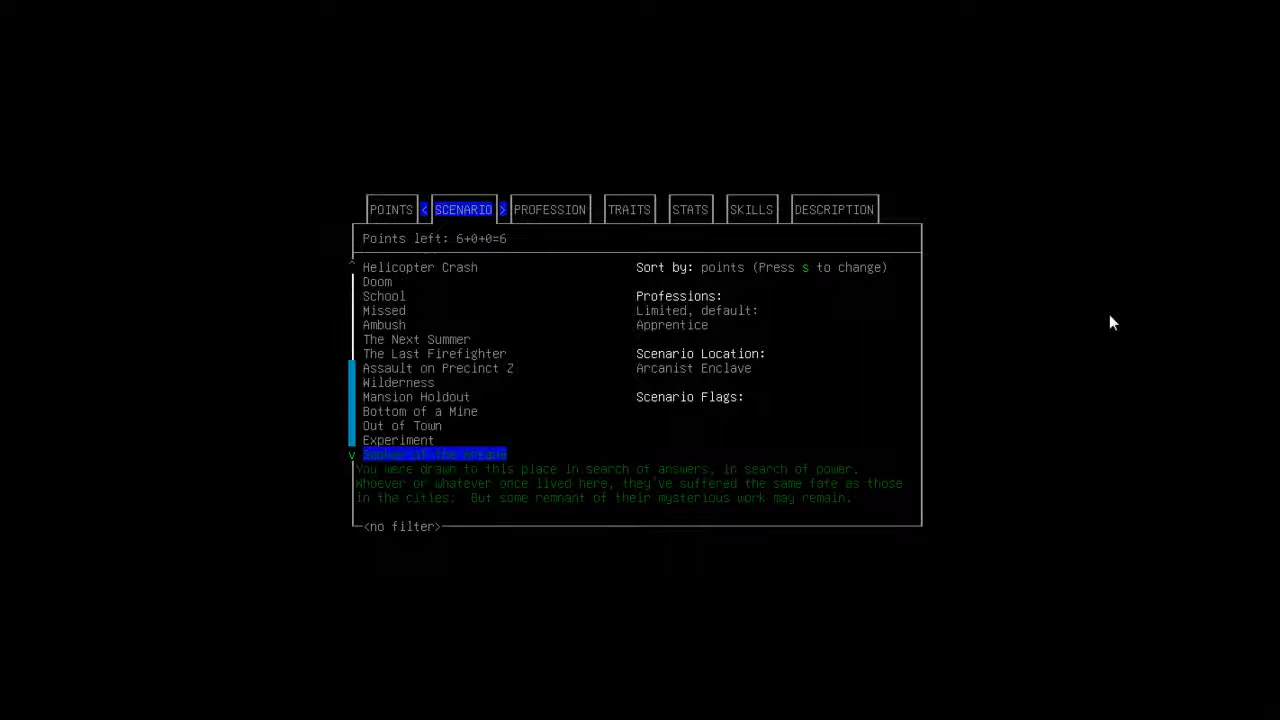 POINTS < SCENARIO > PROFESSION TRAITS STATS SKILLS DESCRIPTION
Points left: 6+0+0=6
^ Helicopter Crash
Doom
School
Missed
Ambush
The Next Summer
The Last Firefighter
Assault on Precinct Z
Wilderness
Mansion Holdout
Bottom of a Mine
Out of Town
Experiment
v
Sort by: points (Press s to change)
Professions:
Limited, default:
Apprentice
Scenario Location:
Arcanist Enclave
Scenario Flags:
You were drawn to this place in search of answers, in search of power.
Whoever or whatever once lived here, they've suffered the same fate as those
in the cities. But some remnant of their mysterious work may remain.
<no filter>